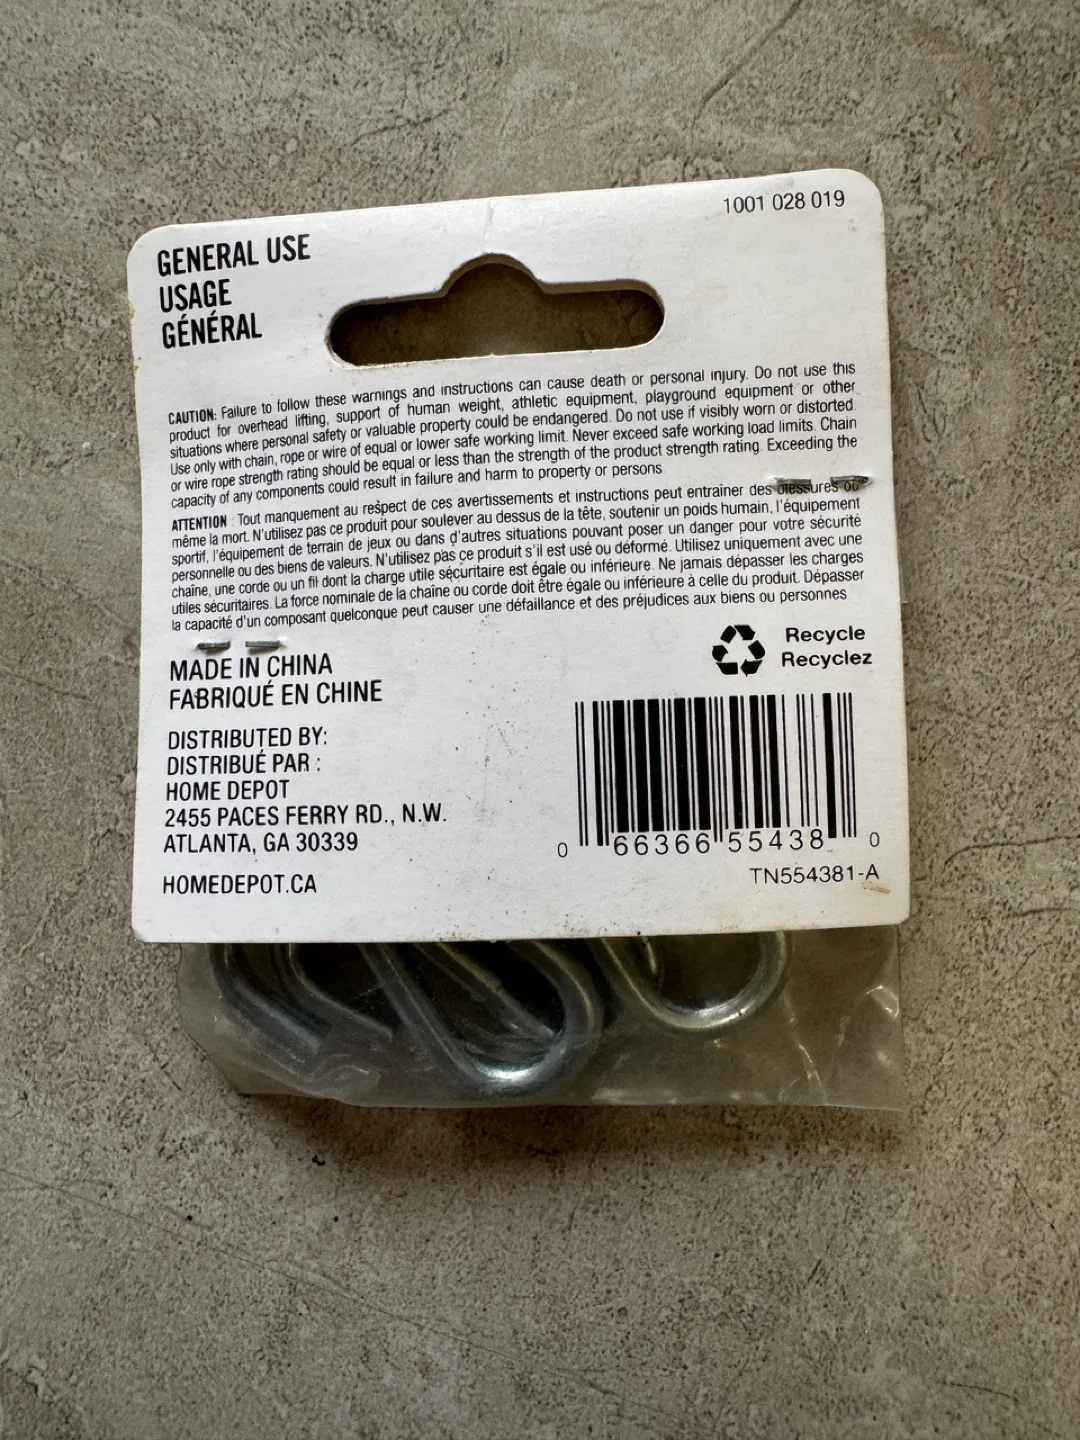 1001 028 019
GENERAL USE
USAGE
GÉNÉRAL
CAUTION: Failure to follow these warnings and instructions can cause death or personal injury. Do not use this
product for overhead lifting, support of human weight, athletic equipment, playground equipment or other
situations where personal safety or valuable property could be endangered. Do not use if visibly worn or distorted.
Use only with chain, rope or wire of equal or lower safe working limit. Never exceed safe working load limits. Chain
or wire rope strength rating should be equal or less than the strength of the product strength rating. Exceeding the
capacity of any components could result in failure and harm to property or persons
ATTENTION : Tout manquement au respect de ces avertissements et instructions peut entraîner des blessures ou
même la mort. N'utilisez pas ce produit pour soulever au dessus de la tête, soutenir un poids humain, l'équipement
sportif, l'équipement de terrain de jeux ou dans d'autres situations pouvant poser un danger pour votre sécurité
personnelle ou des biens de valeurs. N'utilisez pas ce produit s'il est usé ou déformé. Utilisez uniquement avec une
chaîne, une corde ou un fil dont la charge utile sécuritaire est égale ou inférieure. Ne jamais dépasser les charges
utiles sécuritaires. La force nominale de la chaîne ou corde doit être égale ou inférieure à celle du produit. Dépasser
la capacité d'un composant quelconque peut causer une défaillance et des préjudices aux biens ou personnes
Recycle
Recyclez
MADE IN CHINA
FABRIQUÉ EN CHINE
DISTRIBUTED BY:
DISTRIBUÉ PAR :
HOME DEPOT
2455 PACES FERRY RD., N.W.
ATLANTA, GA 30339
HOMEDEPOT.CA
0 66366 55438 0
TN554381-A